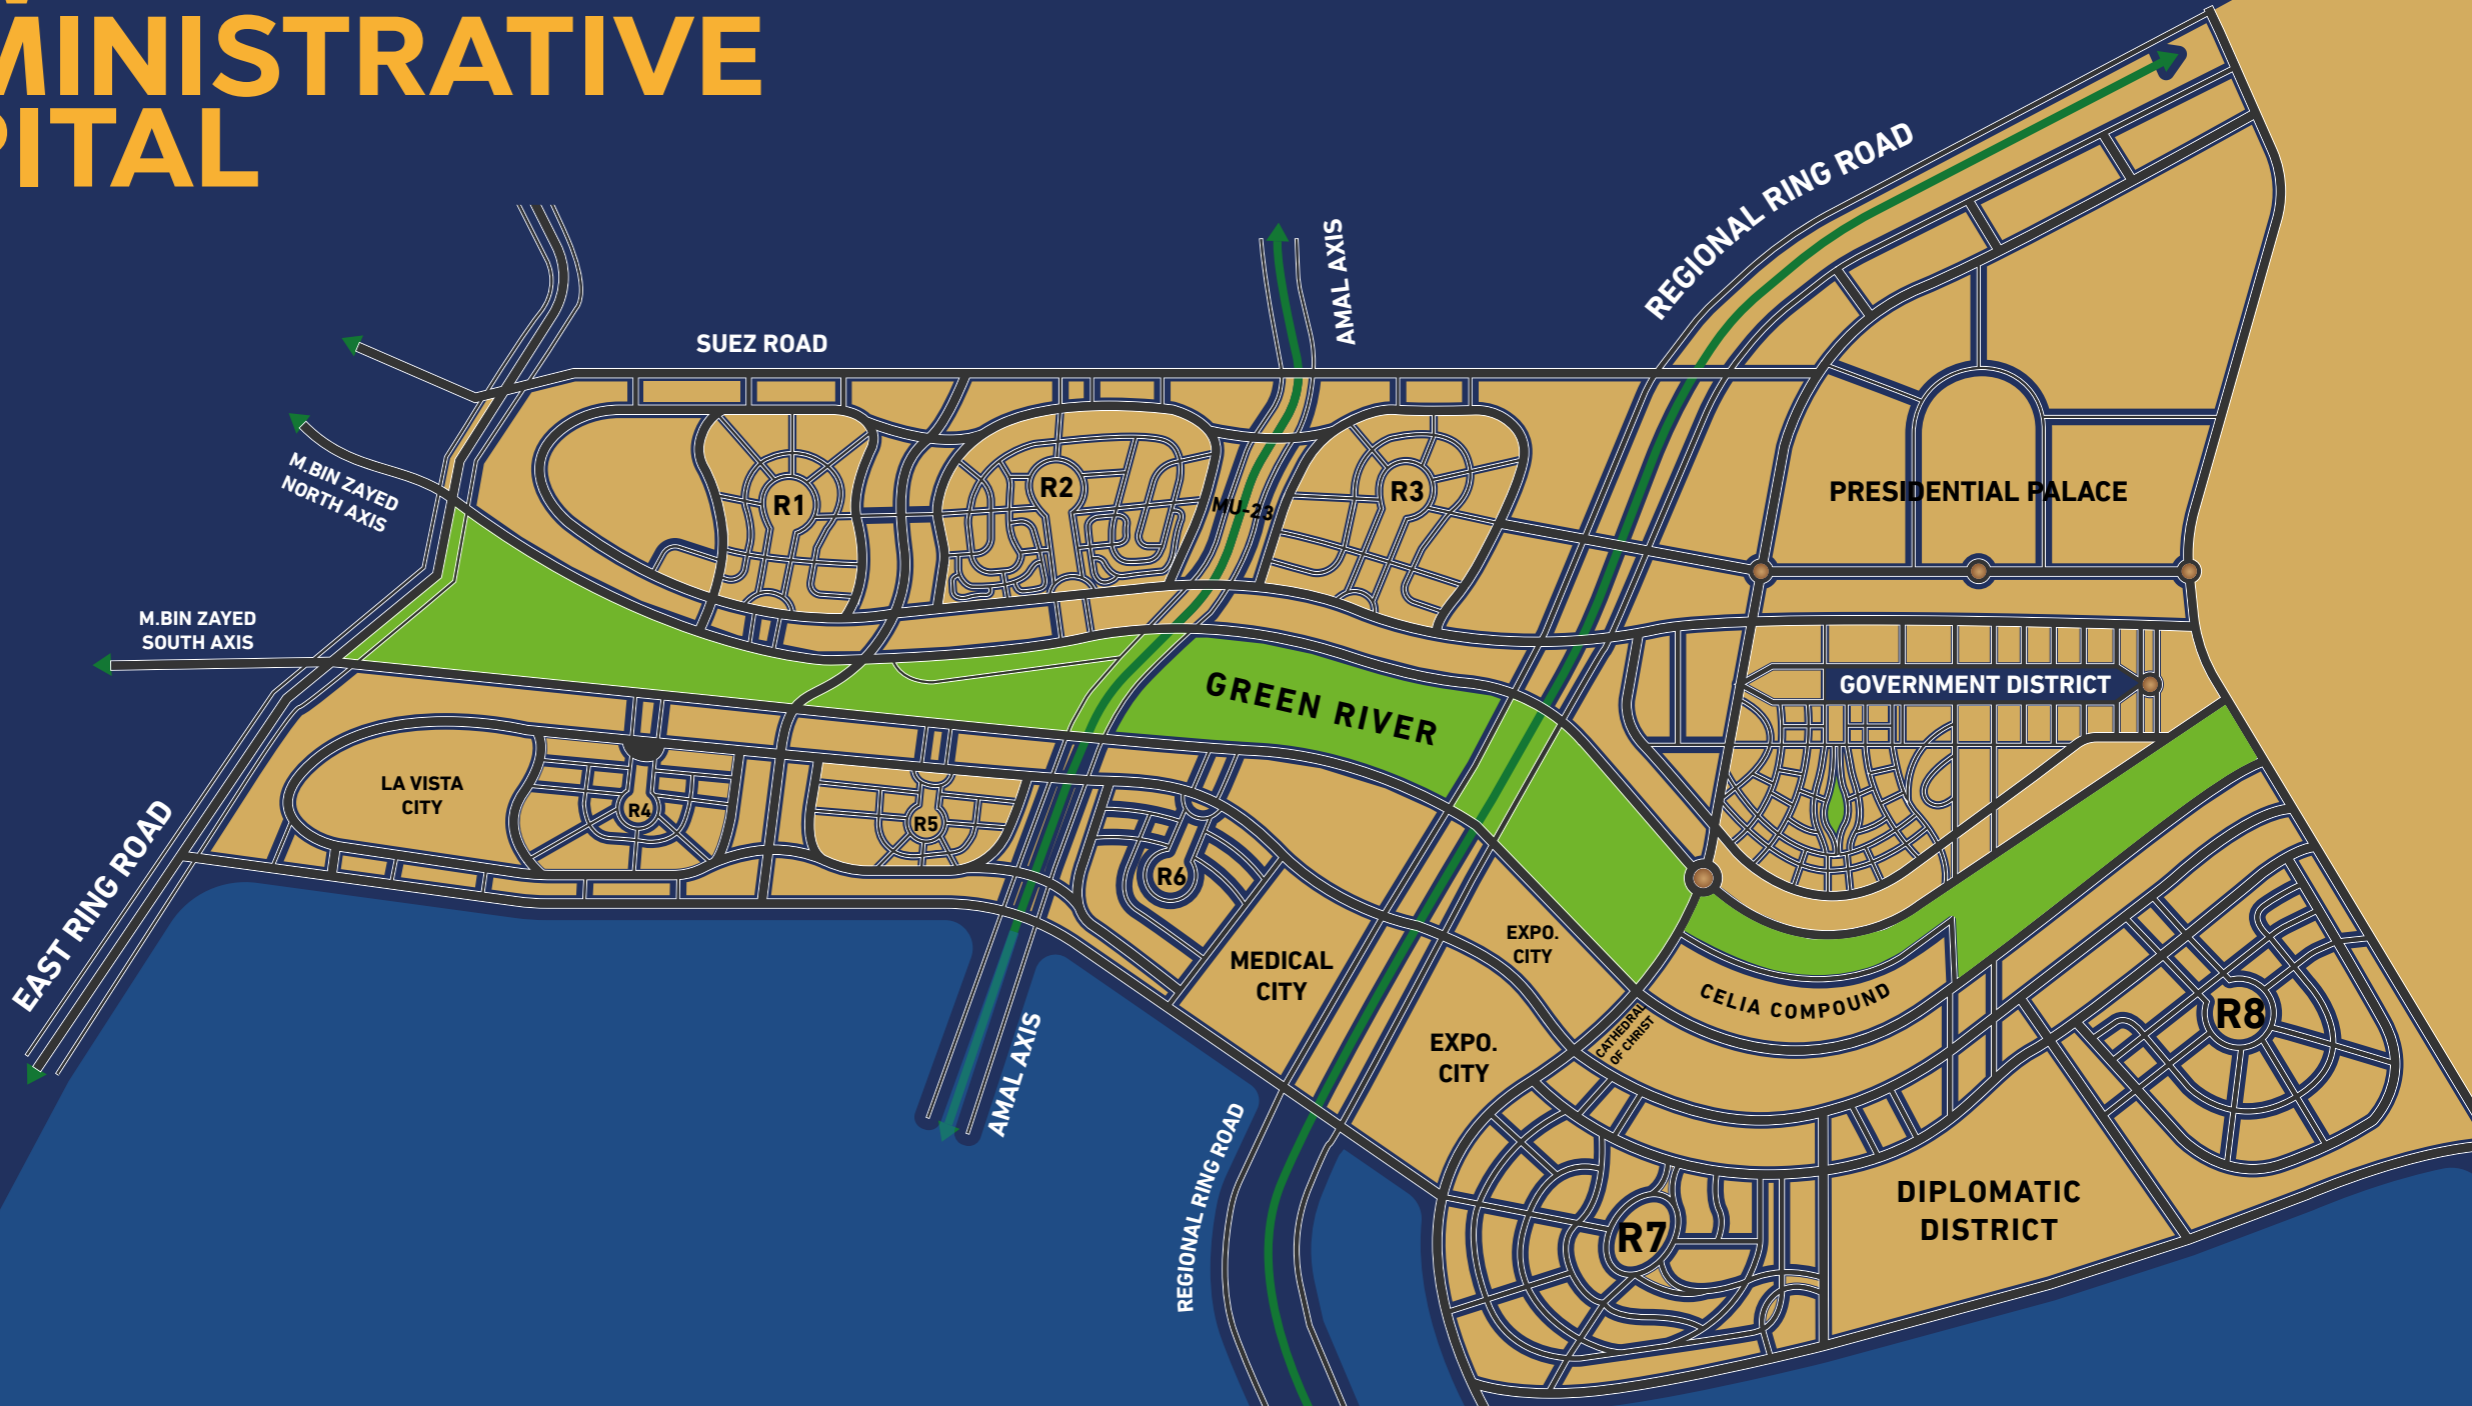 MINISTRATIVE
PITAL
REGIONAL RING ROAD
AMAL AXIS
SUEZ ROAD
M.BIN ZAYED
NORTH AXIS
R1
R2
MU-23
R3
PRESIDENTIAL PALACE
M.BIN ZAYED
SOUTH AXIS
GREEN RIVER
GOVERNMENT DISTRICT
LA VISTA
CITY
R4
R5
R6
EAST RING ROAD
MEDICAL
CITY
EXPO.
CITY
CELIA COMPOUND
CATHEDRAL
OF CHRIST
R8
EXPO.
CITY
AMAL AXIS
REGIONAL RING ROAD
R7
DIPLOMATIC
DISTRICT